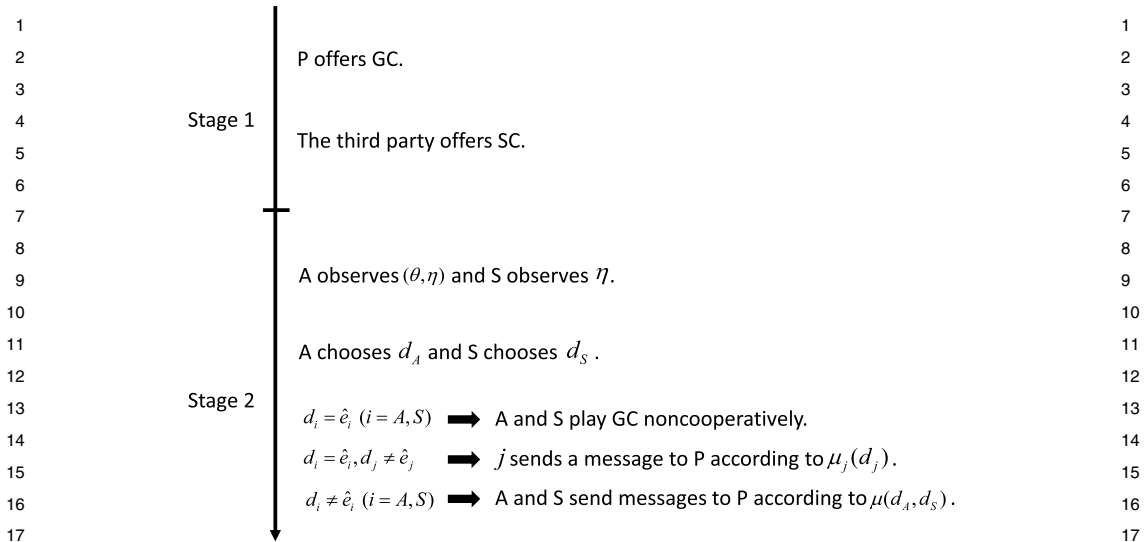 1 1
P offers GC.
2 2
3 3
Stage 1
4 4
The third party offers SC.
5 5
6 6
7 7
8 8
A observes (θ,η) and S observes η.
9 9
10 10
11 11
A chooses d_A and S chooses d_S .
12 12
Stage 2
13 13
d_i = ê_i (i = A, S) ➡ A and S play GC noncooperatively.
14 14
d_i = ê_i, d_j ≠ ê_j ➡ j sends a message to P according to μ_j(d_j).
15 15
d_i ≠ ê_i (i = A, S) ➡ A and S send messages to P according to μ(d_A, d_S).
16 16
17 17